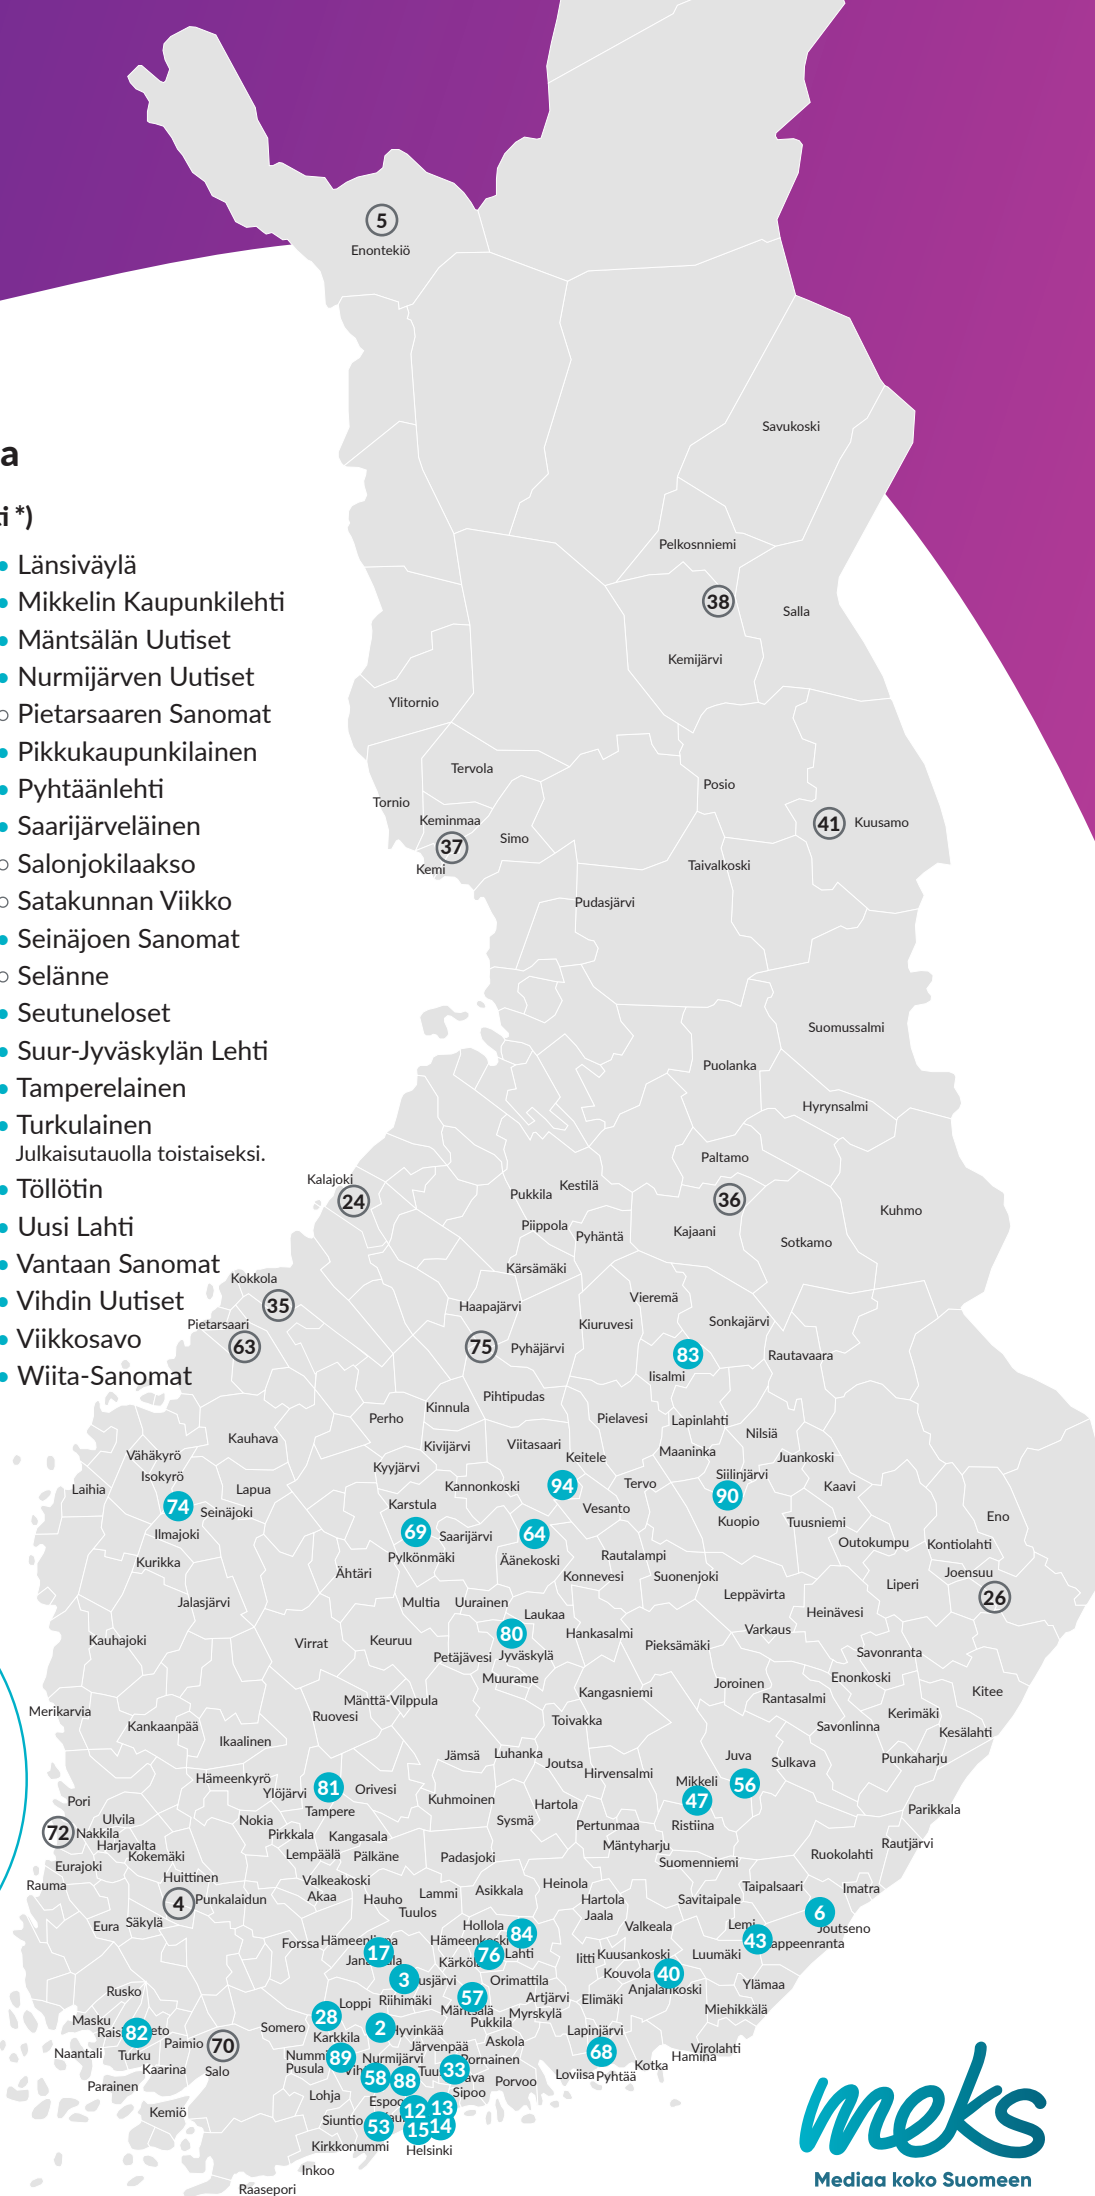 a
ti *)
Länsiväylä
Mikkelin Kaupunkilehti
Mäntsälän Uutiset
Nurmijärven Uutiset
Pietarsaaren Sanomat
Pikkukaupunkilainen
Pyhtäänlehti
Saarijärveläinen
Salonjokilaakso
Satakunnan Viikko
Seinäjoen Sanomat
Selänne
Seutuneloset
Suur-Jyväskylän Lehti
Tamperelainen
Turkulainen
Julkaisutauolla toistaiseksi.
Töllötin
Uusi Lahti
Vantaan Sanomat
Vihdin Uutiset
Viikkosavo
Wiita-Sanomat
5
Enontekiö
Savukoski
Pelkosnniemi
38
Salla
Kemijärvi
Ylitornio
Tervola
Posio
Tornio
Keminmaa
41 Kuusamo
Simo
37
Kemi
Taivalkoski
Pudasjärvi
Suomussalmi
Puolanka
Hyrynsalmi
Paltamo
Kalajoki
24
Pukkila
Kestilä
36
Kuhmo
Piippola
Pyhäntä
Kajaani
Sotkamo
Kärsämäki
Kokkola
35
Vieremä
Haapajärvi
Pietarsaari
Kiuruvesi
Sonkajärvi
63
75
Pyhäjärvi
83
Rautavaara
Iisalmi
Pihtipudas
Kinnula
Perho
Pielavesi
Lapinlahti
Nilsiä
Kauhava
Kivijärvi
Viitasaari
Maaninka
Vähäkyrö
Keitele
Juankoski
Kyyjärvi
Isokyrö
Siilinjärvi
Laihia
Lapua
Kannonkoski
94
Tervo
90
Kaavi
74
Seinäjoki
Karstula
Vesanto
Eno
Kuopio
Tuusniemi
69
Saarijärvi
64
Ilmajoki
Outokumpu
Kontiolahti
Pylkönmäki
Äänekoski
Rautalampi
Kurikka
Ähtäri
Konnevesi
Suonenjoki
Joensuu
Liperi
26
Leppävirta
Jalasjärvi
Multia
Uurainen
Heinävesi
Laukaa
Varkaus
80
Hankasalmi
Kauhajoki
Virrat
Keuruu
Pieksämäki
Savonranta
Petäjävesi
Jyväskylä
Muurame
Enonkoski
Joroinen
Kitee
Kangasniemi
Rantasalmi
Mänttä-Vilppula
Merikarvia
Kerimäki
Ruovesi
Toivakka
Savonlinna
Kankaanpää
Kesälahti
Ikaalinen
Jämsä
Luhanka
Joutsa
Juva
Sulkava
Punkaharju
Hirvensalmi
Hämeenkyrö
Mikkeli
56
Ylöjärvi
81
Orivesi
47
Kuhmoinen
Pori
Hartola
Tampere
Parikkala
Ulvila
Nokia
Sysmä
Pertunmaa
Ristiina
72
Nakkila
Pirkkala
Kangasala
Harjavalta
Mäntyharju
Rautjärvi
Kokemäki
Lempäälä
Pälkäne
Padasjoki
Ruokolahti
Eurajoki
Suomenniemi
Huittinen
Valkeakoski
Rauma
Heinola
Taipalsaari
Imatra
Akaa
Hauho
Lammi
Asikkala
4
Punkalaidun
Hartola
Savitaipale
Tuulos
Jaala
6
Eura
Säkylä
Valkeala
Joutseno
Hollola
84
Lemi
Forssa
Hämeenkoski
43
17
76
Lahti
Iitti
Kuusankoski
Luumäki
Kärkölä
Kouvola
40
3
Orimattila
Rusko
Anjalankoski
Ylämaa
57
Artjärvi
Elimäki
Loppi
Riihimäki
Mäntsälä
Miehikkälä
Masku
28
Myrskylä
Pukkila
82
Somero
2
Hyvinkää
Lapinjärvi
Karkkila
Askola
Paimio
70
Järvenpää
Virolahti
Naantali
Turku
89
Nurmijärvi
68
Hamina
Pornainen
Kaarina
Salo
Pusula
33
Kotka
58
88
Loviisa
Pyhtää
Porvoo
Parainen
Lohja
Sipoo
Kemiö
12
13
Siuntio
53
15
14
Kirkkonummi
Helsinki
Inkoo
Raasepori
meks
Mediaa koko Suomeen